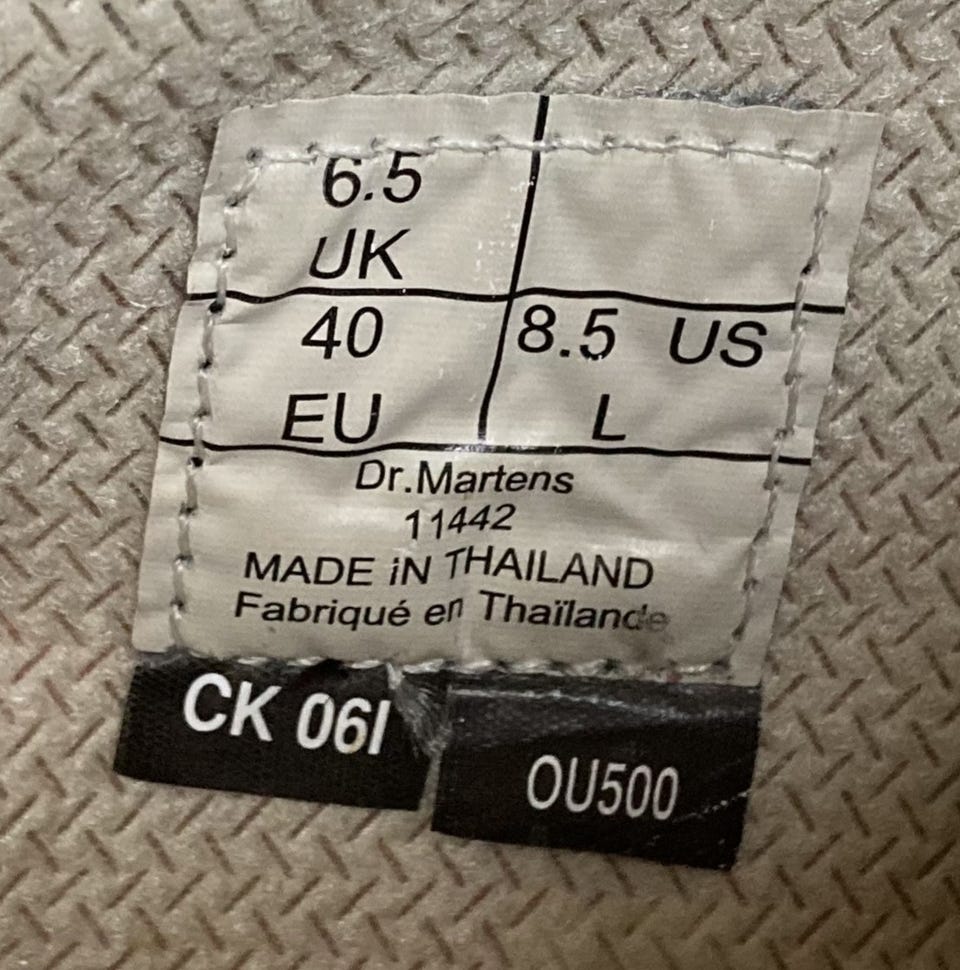 6.5
UK
40
EU
8.5 US
L
Dr.Martens
11442
MADE iN THAILAND
Fabriqué en Thaïlande
CK 06I
OU500